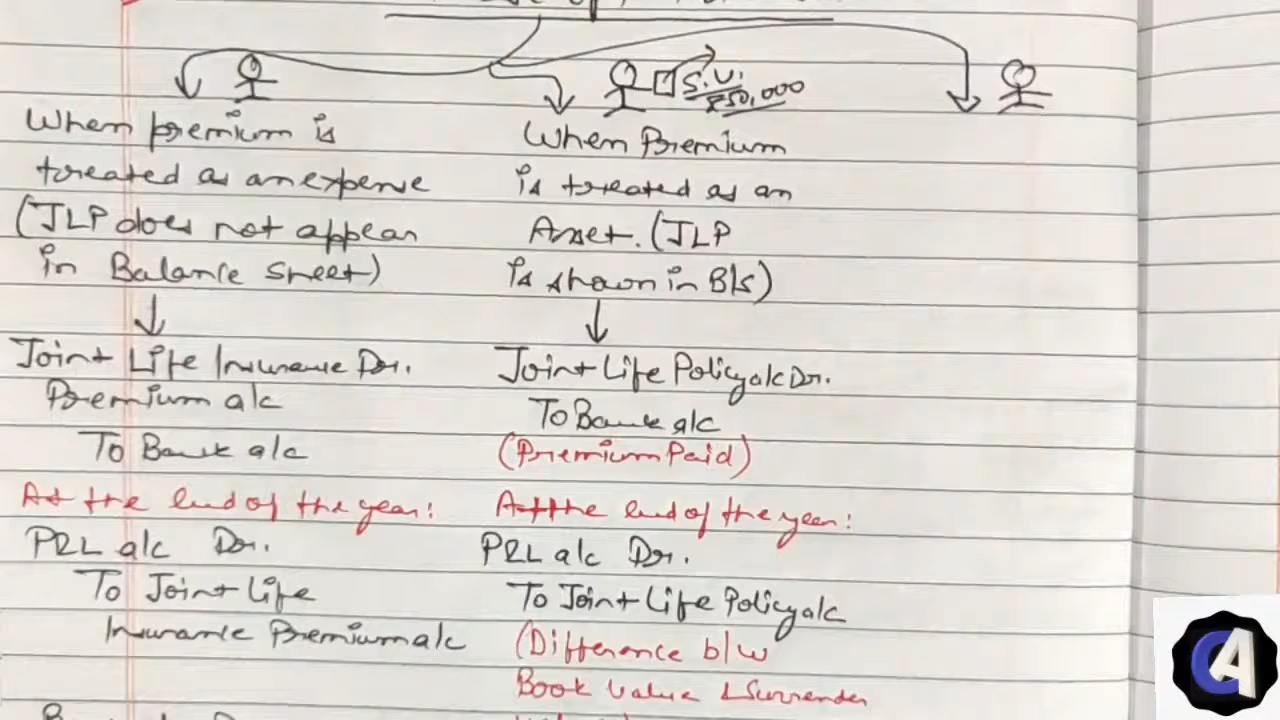 S.V.
₹50,000
When premium is
treated as an expense
(JLP does not appear
in Balance Sheet)
Joint Life Insurance Dr.
Premium a/c
To Bank a/c
At the end of the year:
P&L a/c Dr.
To Joint Life
Insurance Premium a/c
When Premium
is treated as an
Asset. (JLP
is shown in B/s)
Joint Life Policy a/c Dr.
To Bank a/c
(Premium Paid)
At the end of the year:
P&L a/c Dr.
To Joint Life Policy a/c
(Difference b/w
Book Value & Surrender
CA